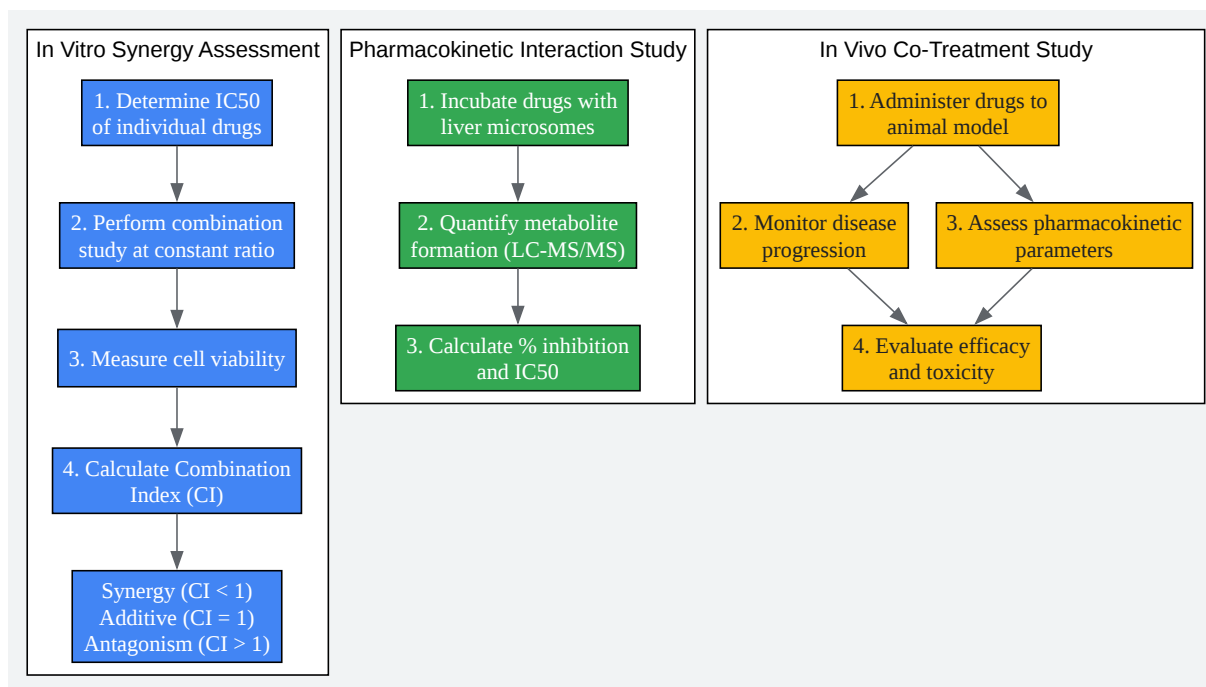 In Vitro Synergy Assessment
1. Determine IC50
of individual drugs
2. Perform combination
study at constant ratio
3. Measure cell viability
4. Calculate Combination
Index (CI)
Synergy (CI < 1)
Additive (CI = 1)
Antagonism (CI > 1)
Pharmacokinetic Interaction Study
1. Incubate drugs with
liver microsomes
2. Quantify metabolite
formation (LC-MS/MS)
3. Calculate % inhibition
and IC50
In Vivo Co-Treatment Study
1. Administer drugs to
animal model
2. Monitor disease
progression
3. Assess pharmacokinetic
parameters
4. Evaluate efficacy
and toxicity